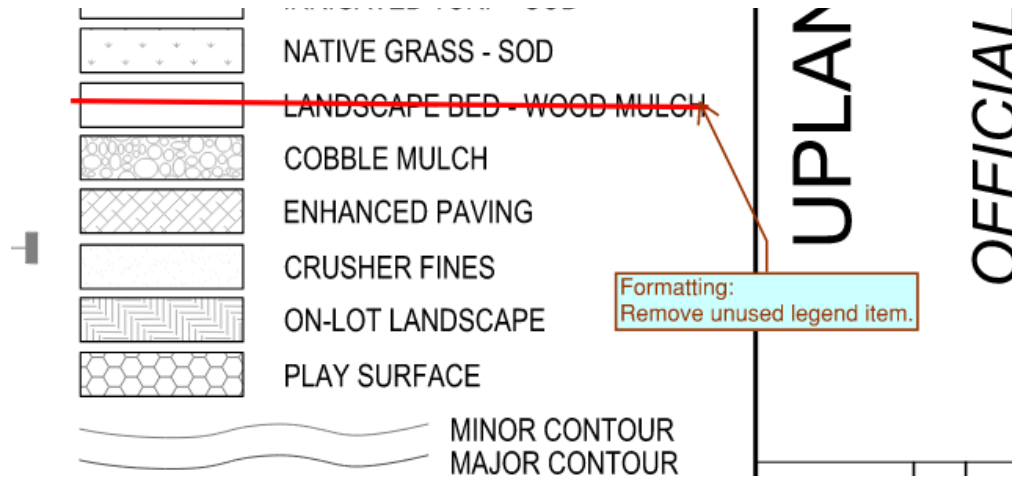 NATIVE GRASS - SOD
LANDSCAPE BED - WOOD MULCH
COBBLE MULCH
ENHANCED PAVING
CRUSHER FINES
ON-LOT LANDSCAPE
PLAY SURFACE
MINOR CONTOUR
MAJOR CONTOUR
Formatting:
Remove unused legend item.
OFFICIAL